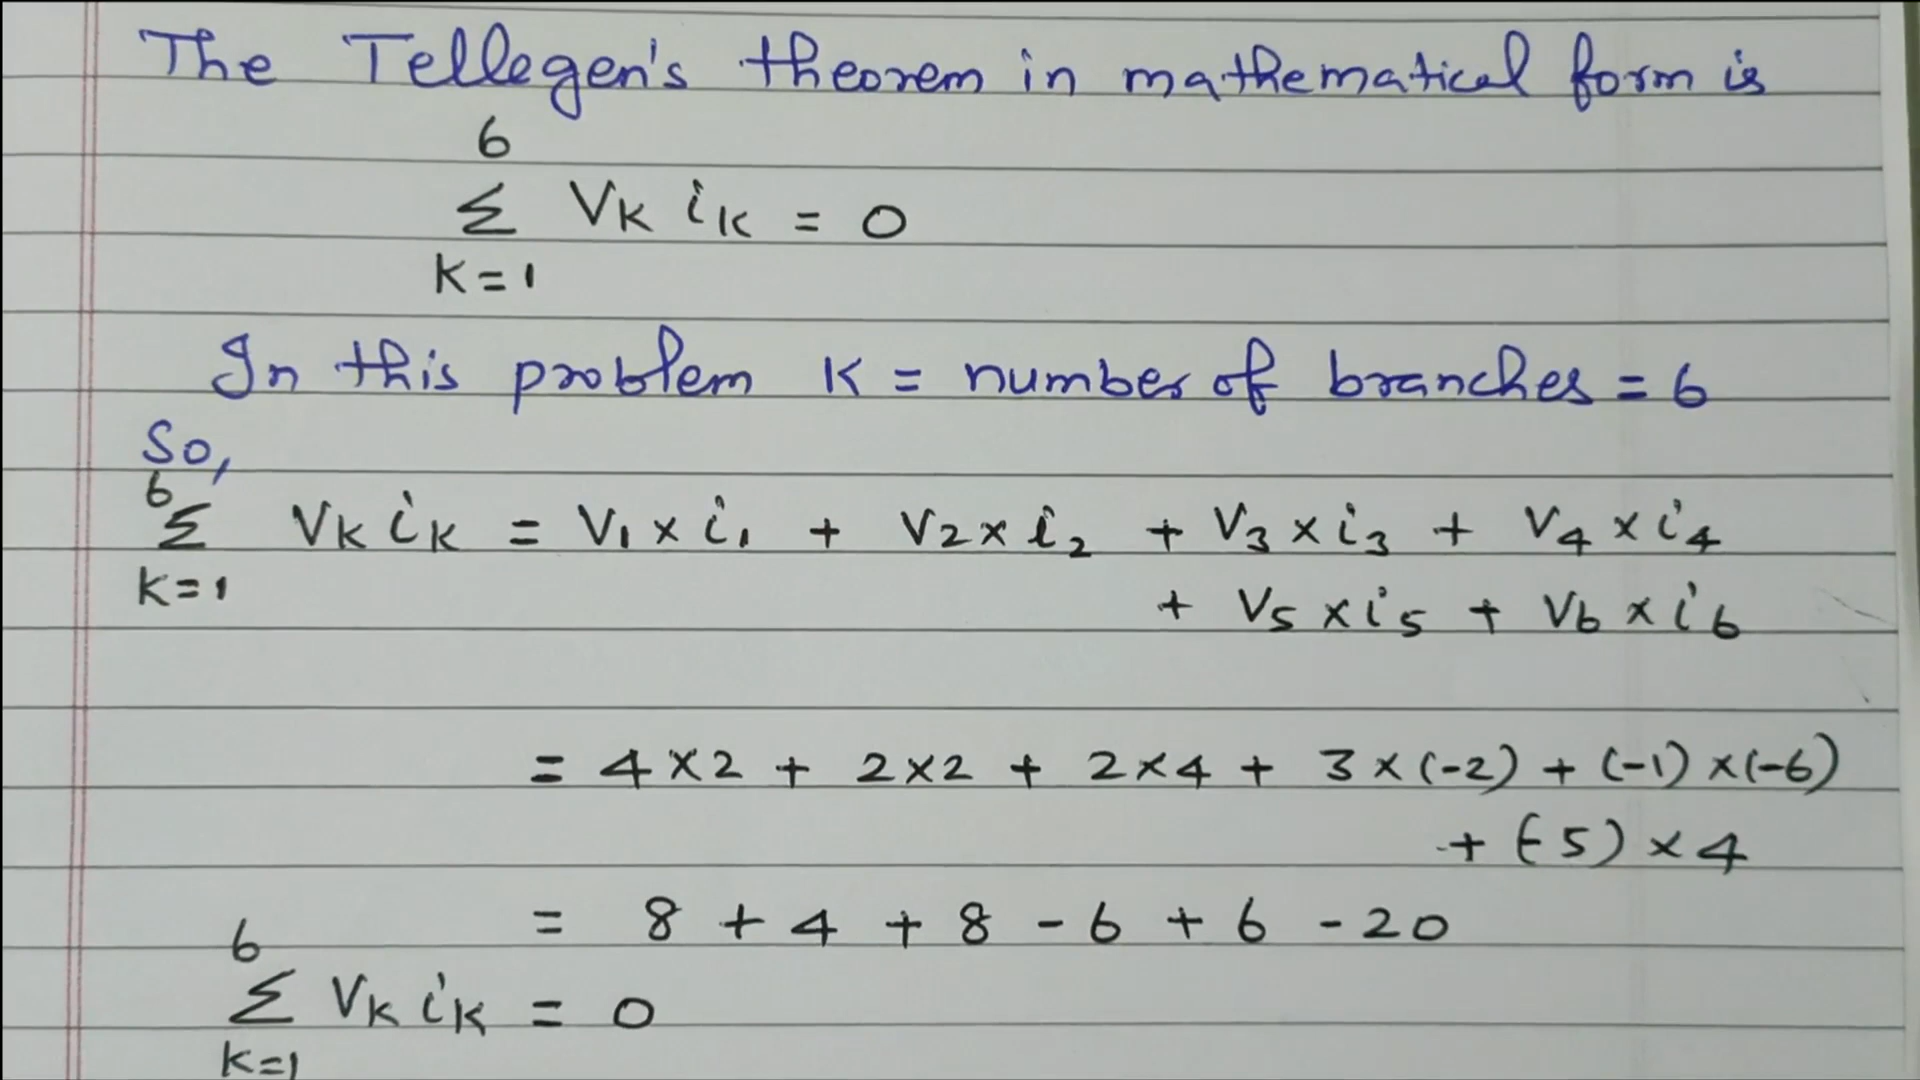 The Tellegen's theorem in mathematical form is
6
Σ Vk ik = 0
K=1
In this problem K = number of branches = 6
So,
6
Σ Vk ik = V1 × i1 + V2 × i2 + V3 × i3 + V4 × i4
K=1
+ V5 × i5 + V6 × i6
= 4×2 + 2×2 + 2×4 + 3×(-2) + (-1)×(-6)
+ (-5)×4
= 8 + 4 + 8 - 6 + 6 - 20
6
Σ Vk ik = 0
k=1